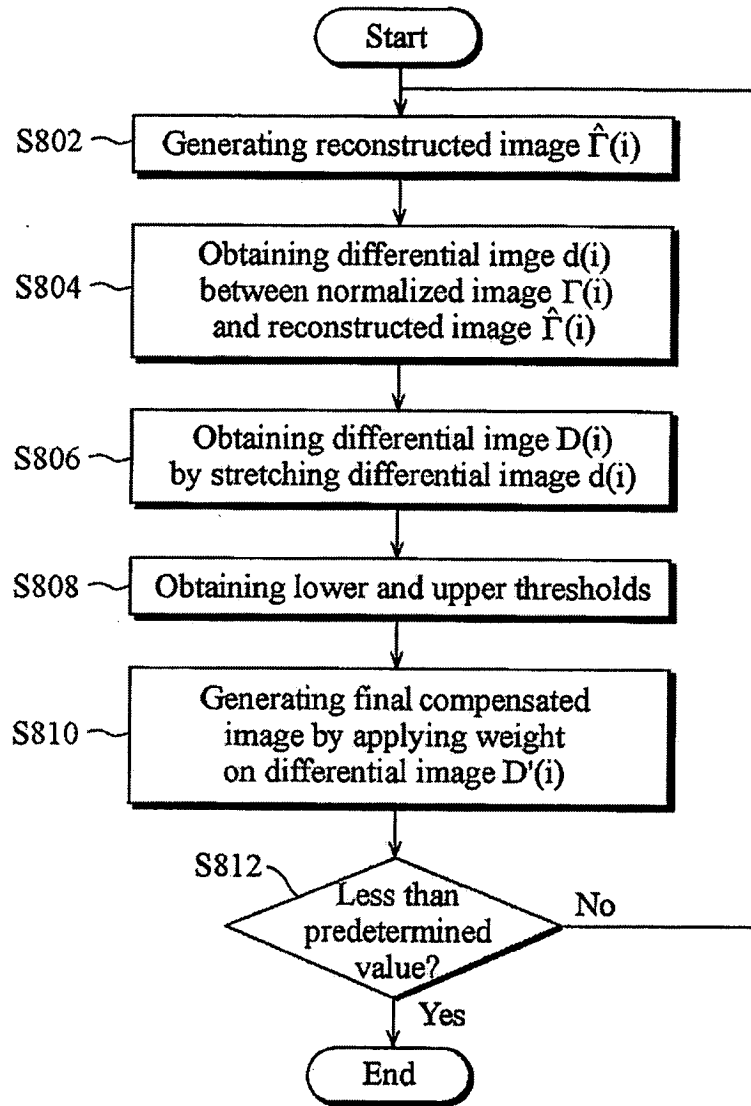 Start
S802
Generating reconstructed image Γ̂(i)
S804
Obtaining differential imge d(i)
between normalized image Γ(i)
and reconstructed image Γ̂(i)
S806
Obtaining differential imge D(i)
by stretching differential image d(i)
S808
Obtaining lower and upper thresholds
S810
Generating final compensated
image by applying weight
on differential image D'(i)
S812
Less than
predetermined
value?
No
Yes
End